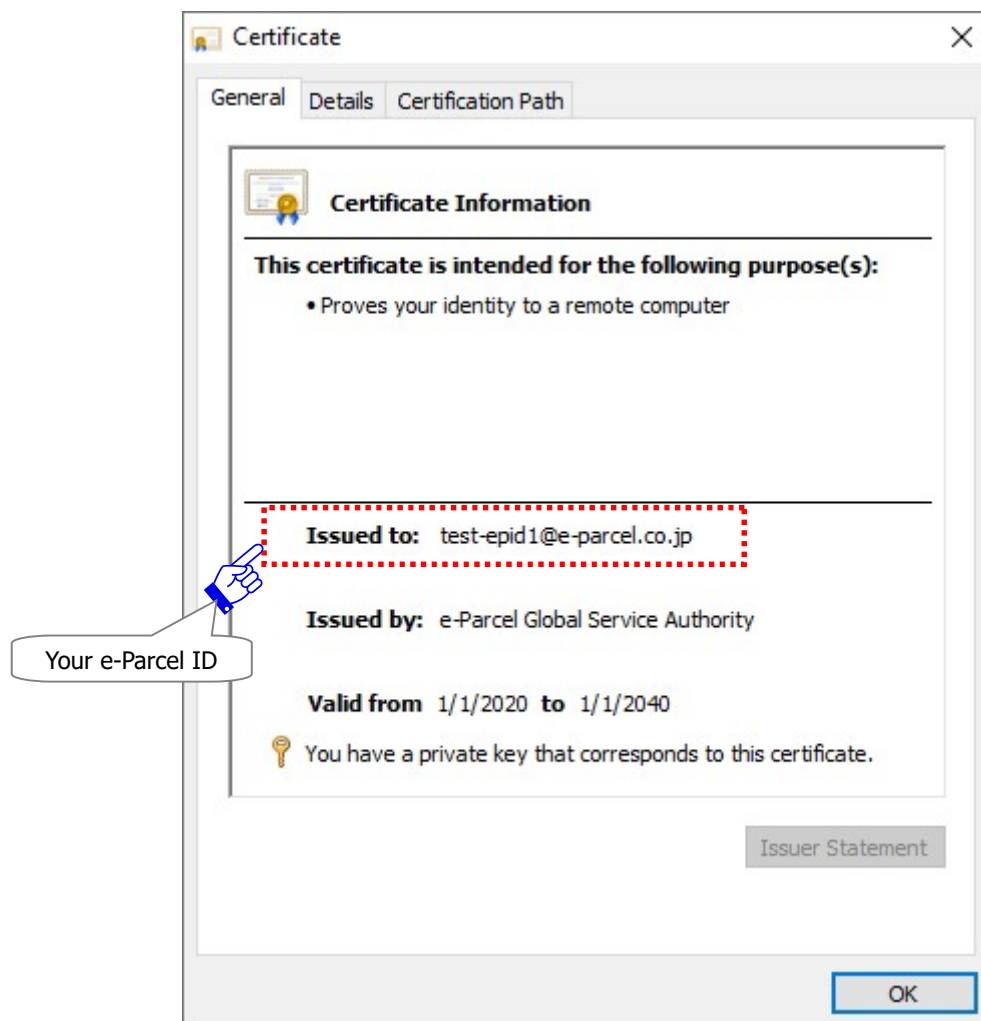 Certificate
General Details Certification Path
Certificate Information
This certificate is intended for the following purpose(s):
• Proves your identity to a remote computer
Issued to: test-epid1@e-parcel.co.jp
Issued by: e-Parcel Global Service Authority
Your e-Parcel ID
Valid from 1/1/2020 to 1/1/2040
You have a private key that corresponds to this certificate.
Issuer Statement
OK